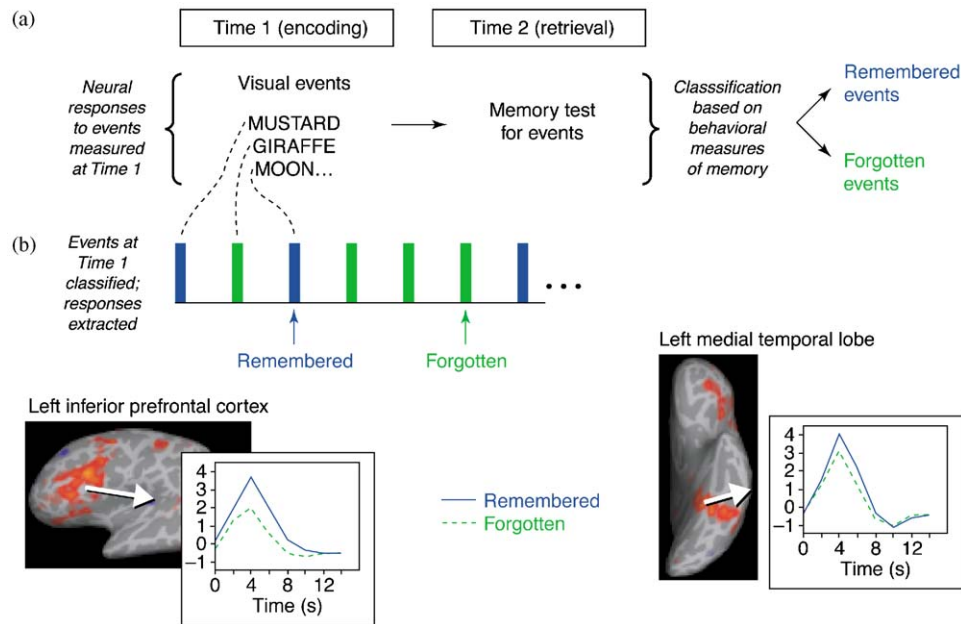 (a)
Time 1 (encoding)
Time 2 (retrieval)
Neural
responses
to events
measured
at Time 1
Visual events
MUSTARD
GIRAFFE
MOON…
Memory test
for events
Classsification
based on
behavioral
measures
of memory
Remembered
events
Forgotten
events
(b)
Events at
Time 1
classified;
responses
extracted
Remembered
Forgotten
Left inferior prefrontal cortex
4
3
2
1
0
−1
0
4
8
12
Time (s)
Remembered
Forgotten
Left medial temporal lobe
4
3
2
1
0
−1
0
4
8
12
Time (s)